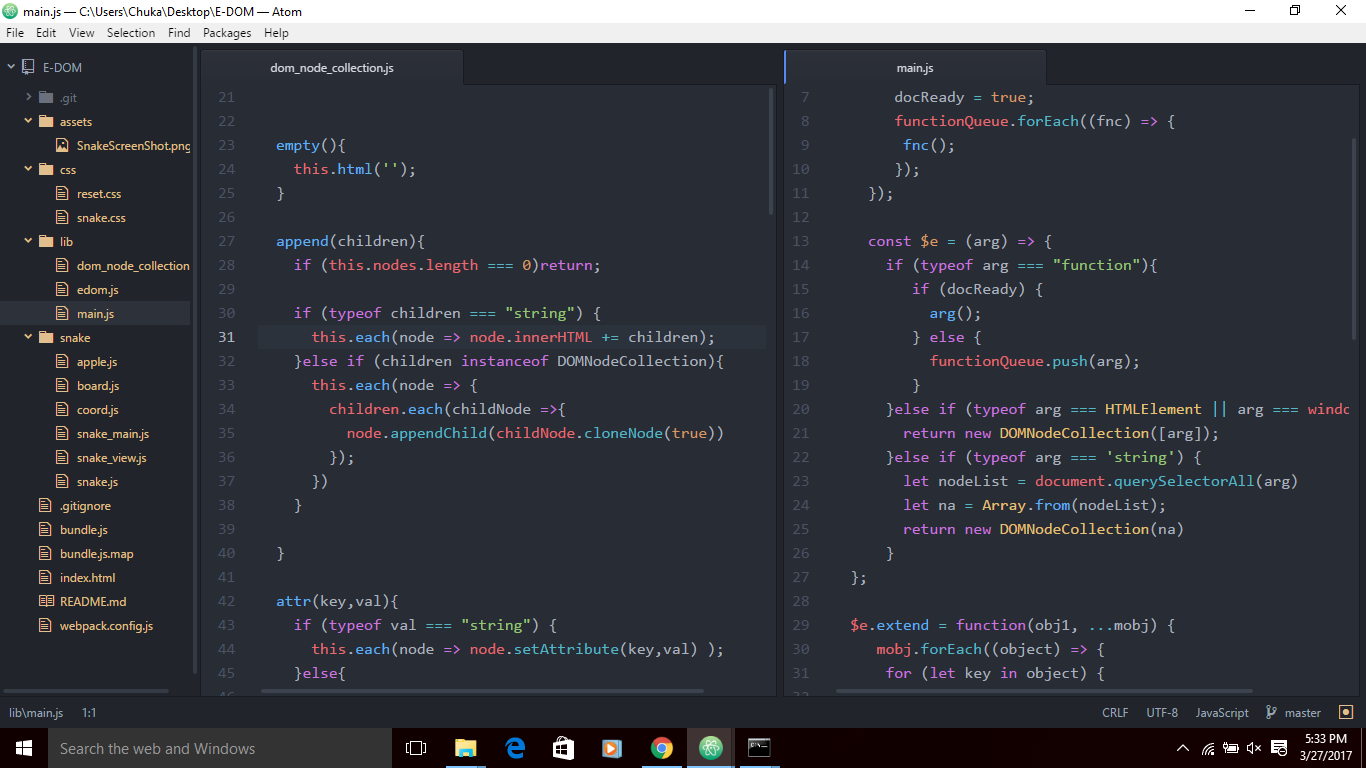 main.js — C:\Users\Chuka\Desktop\E-DOM — Atom
File Edit View Selection Find Packages Help
E-DOM
.git
assets
SnakeScreenShot.png
css
reset.css
snake.css
lib
dom_node_collection
edom.js
main.js
snake
apple.js
board.js
coord.js
snake_main.js
snake_view.js
snake.js
.gitignore
bundle.js
bundle.js.map
index.html
README.md
webpack.config.js
dom_node_collection.js
21
22
23 empty(){
24 this.html('');
25 }
26
27 append(children){
28 if (this.nodes.length === 0)return;
29
30 if (typeof children === "string") {
31 this.each(node => node.innerHTML += children);
32 }else if (children instanceof DOMNodeCollection){
33 this.each(node => {
34 children.each(childNode =>{
35 node.appendChild(childNode.cloneNode(true))
36 });
37 })
38 }
39
40 }
41
42 attr(key,val){
43 if (typeof val === "string") {
44 this.each(node => node.setAttribute(key,val) );
45 }else{
main.js
7 docReady = true;
8 functionQueue.forEach((fnc) => {
9 fnc();
10 });
11 });
12
13 const $e = (arg) => {
14 if (typeof arg === "function"){
15 if (docReady) {
16 arg();
17 } else {
18 functionQueue.push(arg);
19 }
20 }else if (typeof arg === HTMLElement || arg === windo
21 return new DOMNodeCollection([arg]);
22 }else if (typeof arg === 'string') {
23 let nodeList = document.querySelectorAll(arg)
24 let na = Array.from(nodeList);
25 return new DOMNodeCollection(na)
26 }
27 };
28
29 $e.extend = function(obj1, ...mobj) {
30 mobj.forEach((object) => {
31 for (let key in object) {
lib\main.js 1:1 CRLF UTF-8 JavaScript master
Search the web and Windows
5:33 PM
3/27/2017